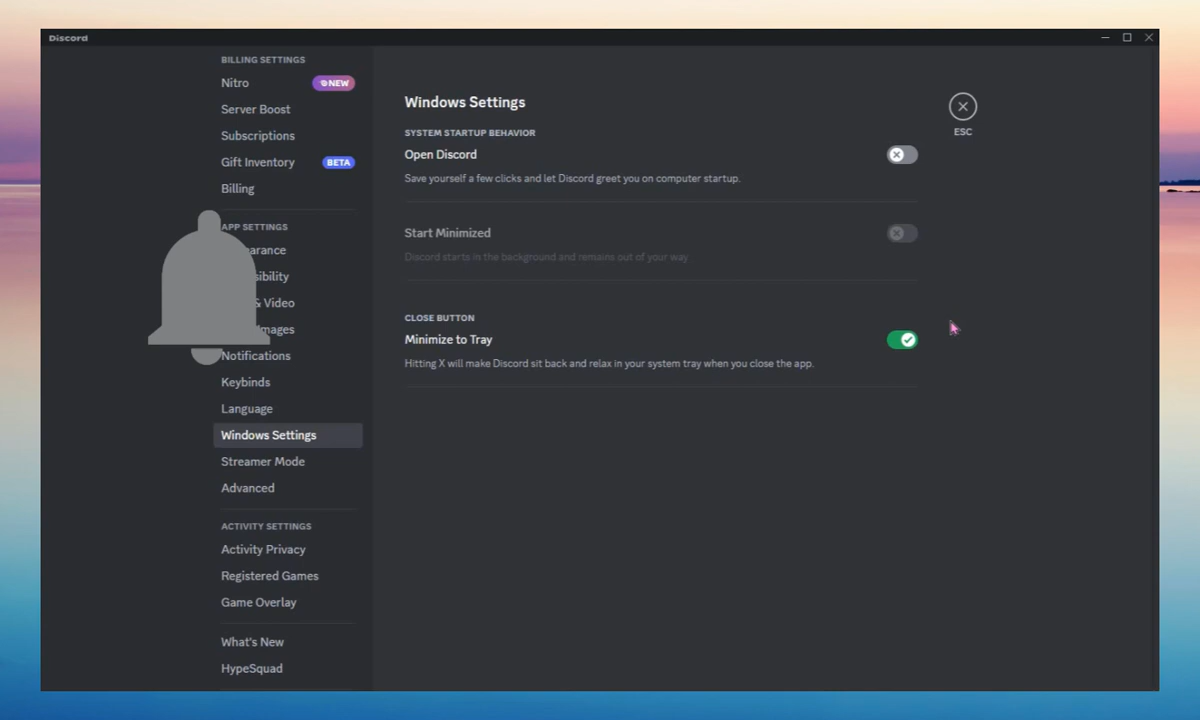 Discord
BILLING SETTINGS
Nitro
NEW
Server Boost
Subscriptions
Gift Inventory
BETA
Billing
APP SETTINGS
earance
sibility
& Video
mages
Notifications
Keybinds
Language
Windows Settings
Streamer Mode
Advanced
ACTIVITY SETTINGS
Activity Privacy
Registered Games
Game Overlay
What's New
HypeSquad
Windows Settings
ESC
SYSTEM STARTUP BEHAVIOR
Open Discord
Save yourself a few clicks and let Discord greet you on computer startup.
Start Minimized
Discord starts in the background and remains out of your way
CLOSE BUTTON
Minimize to Tray
Hitting X will make Discord sit back and relax in your system tray when you close the app.